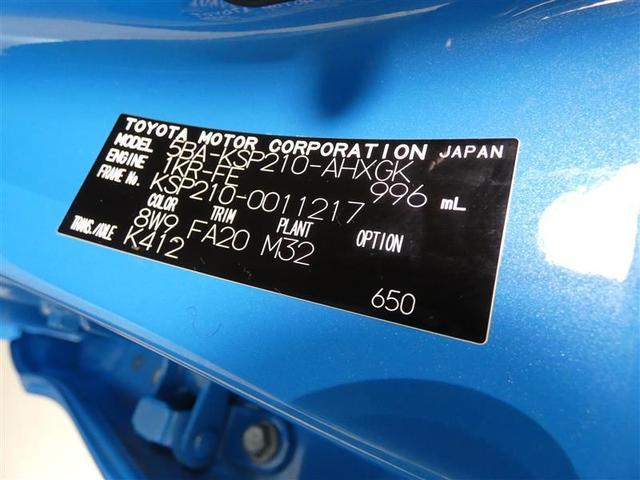 TOYOTA MOTOR CORPORATION JAPAN
MODEL 5BA-KSP210-AHXGK
ENGINE 1KR-FE 996 mL
FRAME No. KSP210-0011217
COLOR TRIM PLANT OPTION
8W9 FA20 M32
TRANS./AXLE K412
650